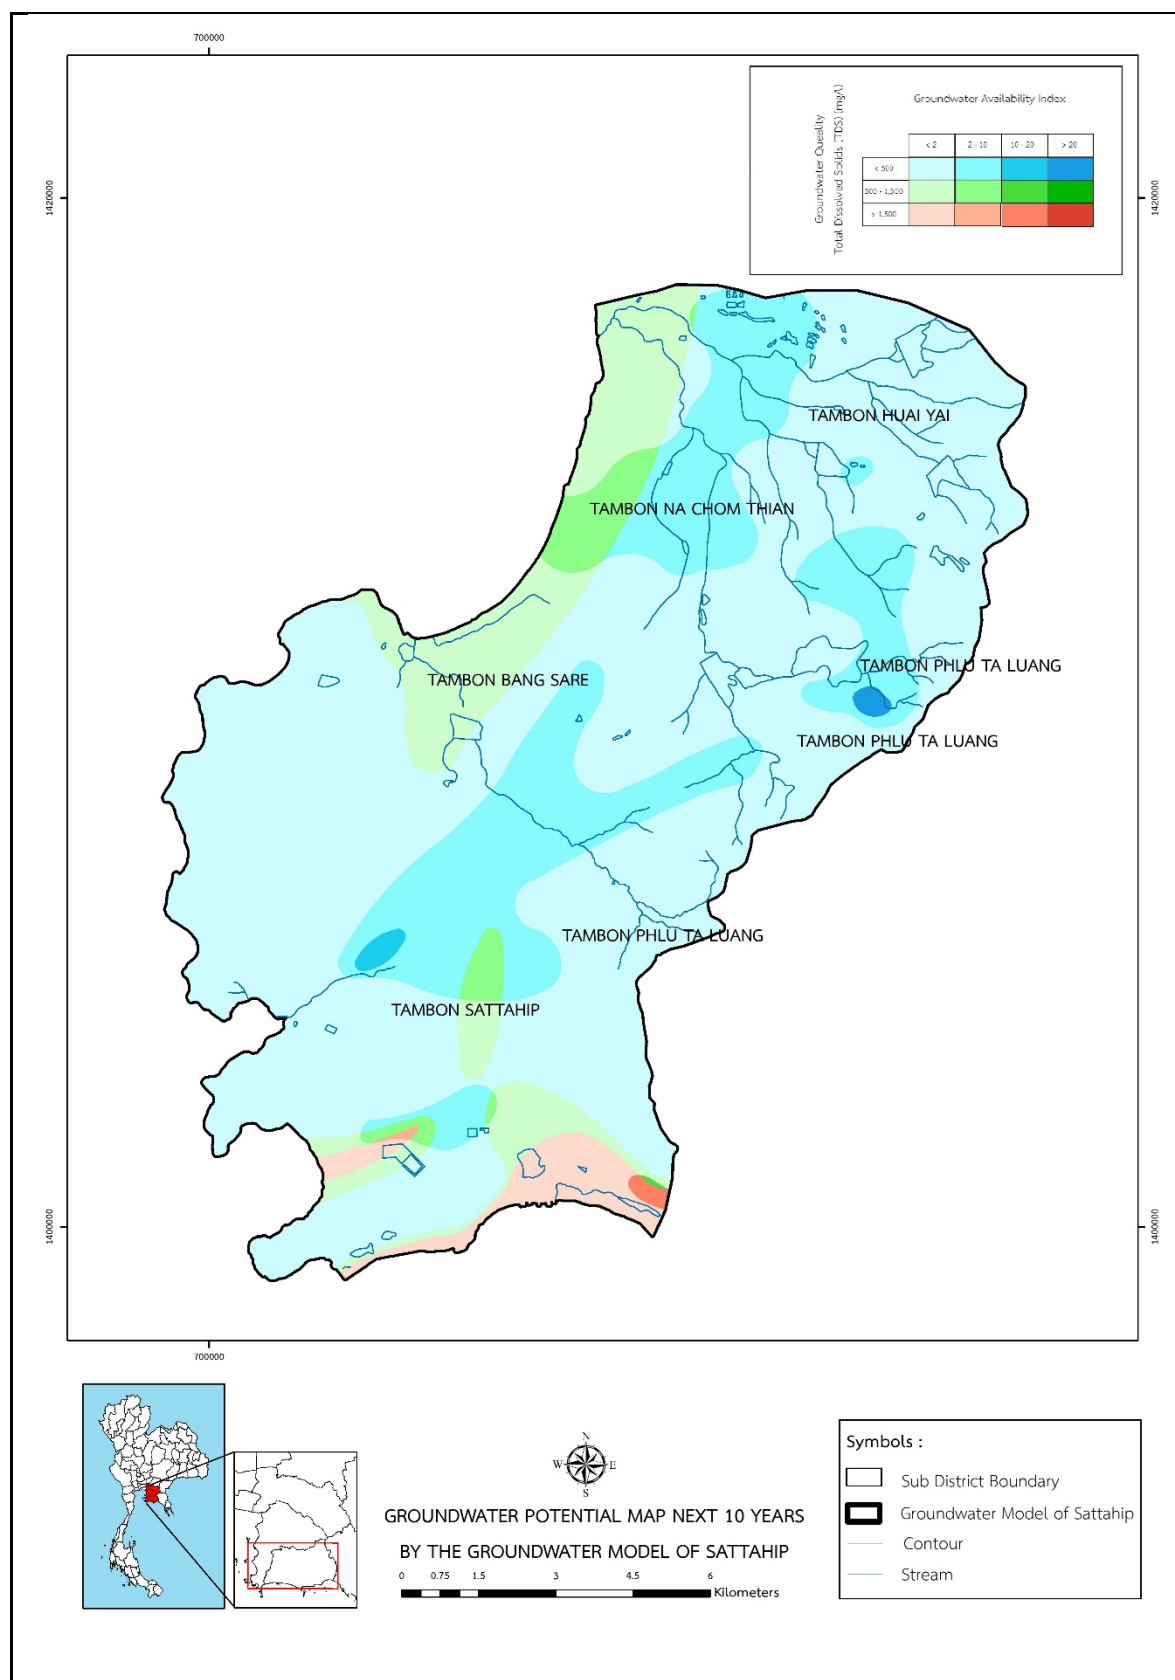 700000
1420000
1420000
Groundwater Availability Index
Groundwater Queality
Total Dissolved Solids (TDS) (mg/l)
< 2
2 - 10
10 - 20
> 20
< 500
500 - 1,500
> 1,500
TAMBON HUAI YAI
TAMBON NA CHOM THIAN
TAMBON PHLU TA LUANG
TAMBON BANG SARE
TAMBON PHLU TA LUANG
TAMBON PHLU TA LUANG
TAMBON SATTAHIP
1400000
1400000
700000
N
W
E
S
GROUNDWATER POTENTIAL MAP NEXT 10 YEARS
BY THE GROUNDWATER MODEL OF SATTAHIP
0 0.75 1.5 3 4.5 6
Kilometers
Symbols :
Sub District Boundary
Groundwater Model of Sattahip
Contour
Stream